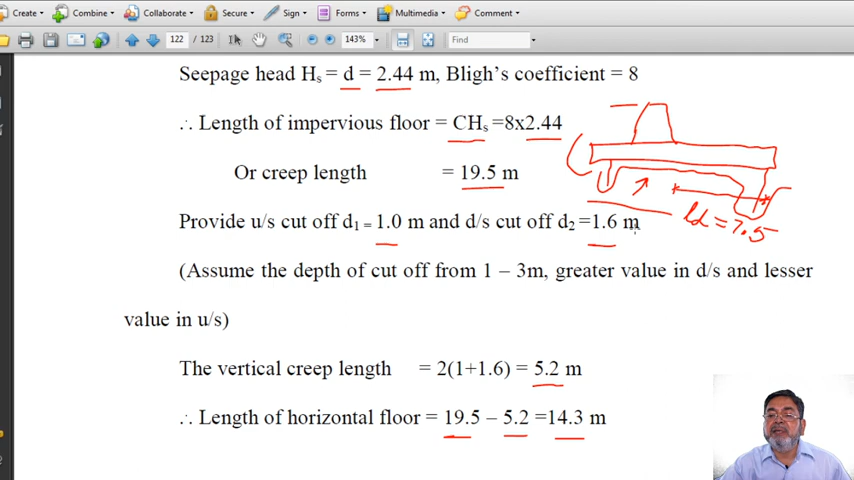 Create Combine Collaborate Secure Sign Forms Multimedia Comment
122 / 123 143% Find
Seepage head Hs = d = 2.44 m, Bligh's coefficient = 8
∴ Length of impervious floor = CHs =8x2.44
Or creep length = 19.5 m
ld = 7.5
Provide u/s cut off d1 = 1.0 m and d/s cut off d2 =1.6 m
(Assume the depth of cut off from 1 – 3m, greater value in d/s and lesser
value in u/s)
The vertical creep length = 2(1+1.6) = 5.2 m
∴ Length of horizontal floor = 19.5 – 5.2 =14.3 m